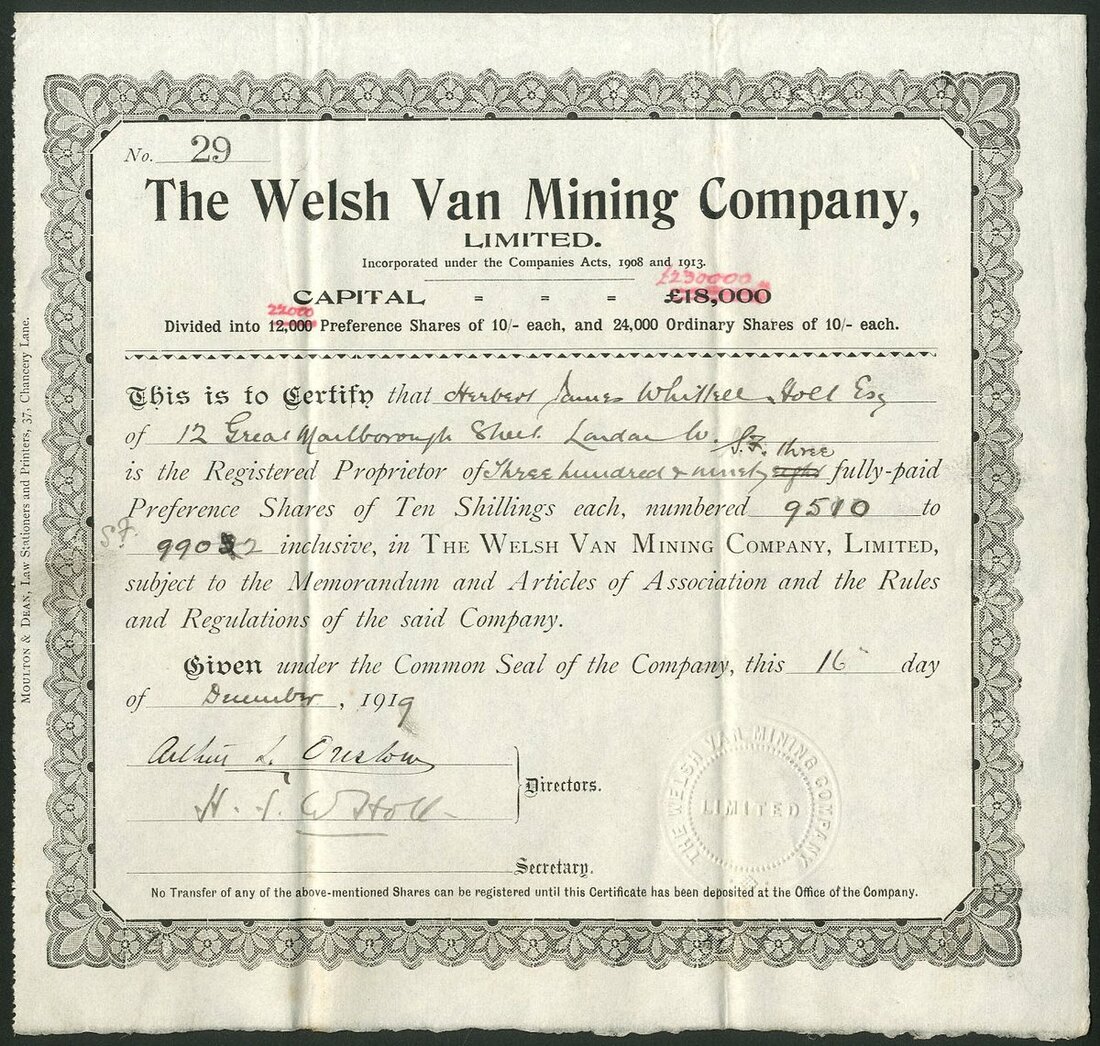 No. 29
The Welsh Van Mining Company,
LIMITED.
Incorporated under the Companies Acts, 1908 and 1913.
£230000
CAPITAL = = = £18,000
22000
Divided into 12,000 Preference Shares of 10/- each, and 24,000 Ordinary Shares of 10/- each.
This is to Certify that Herbert James Whittell Holl Esq
of 12 Great Marlborough Street London W.
S.F. three
is the Registered Proprietor of Three hundred & ninety eight fully-paid
Preference Shares of Ten Shillings each, numbered 9510 to
S.F.
9902 inclusive, in THE WELSH VAN MINING COMPANY, LIMITED,
subject to the Memorandum and Articles of Association and the Rules
and Regulations of the said Company.
Given under the Common Seal of the Company, this 16 day
of December, 1919
Arthur L.
H. J. W Holl
Directors.
Secretary.
No Transfer of any of the above-mentioned Shares can be registered until this Certificate has been deposited at the Office of the Company.
THE WELSH VAN MINING COMPANY
LIMITED
MOULTON & DEAN, Law Stationers and Printers, 37, Chancery Lane.